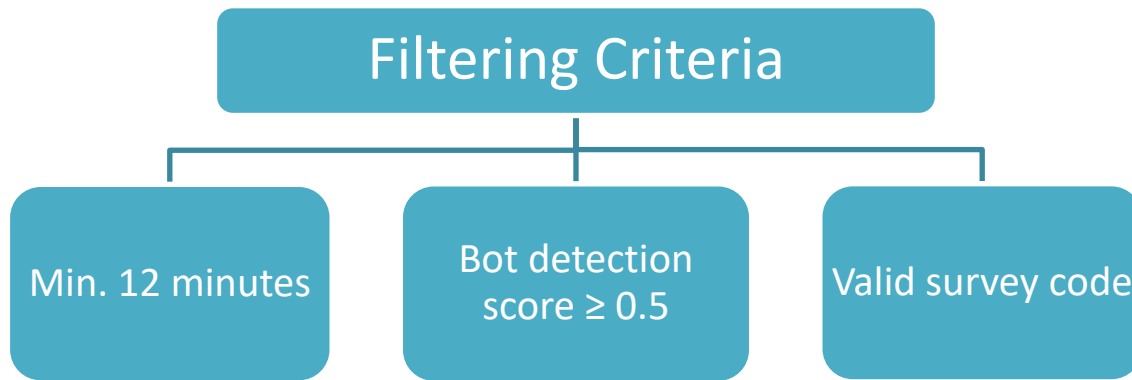 Filtering Criteria
Min. 12 minutes
Bot detection
score ≥ 0.5
Valid survey code